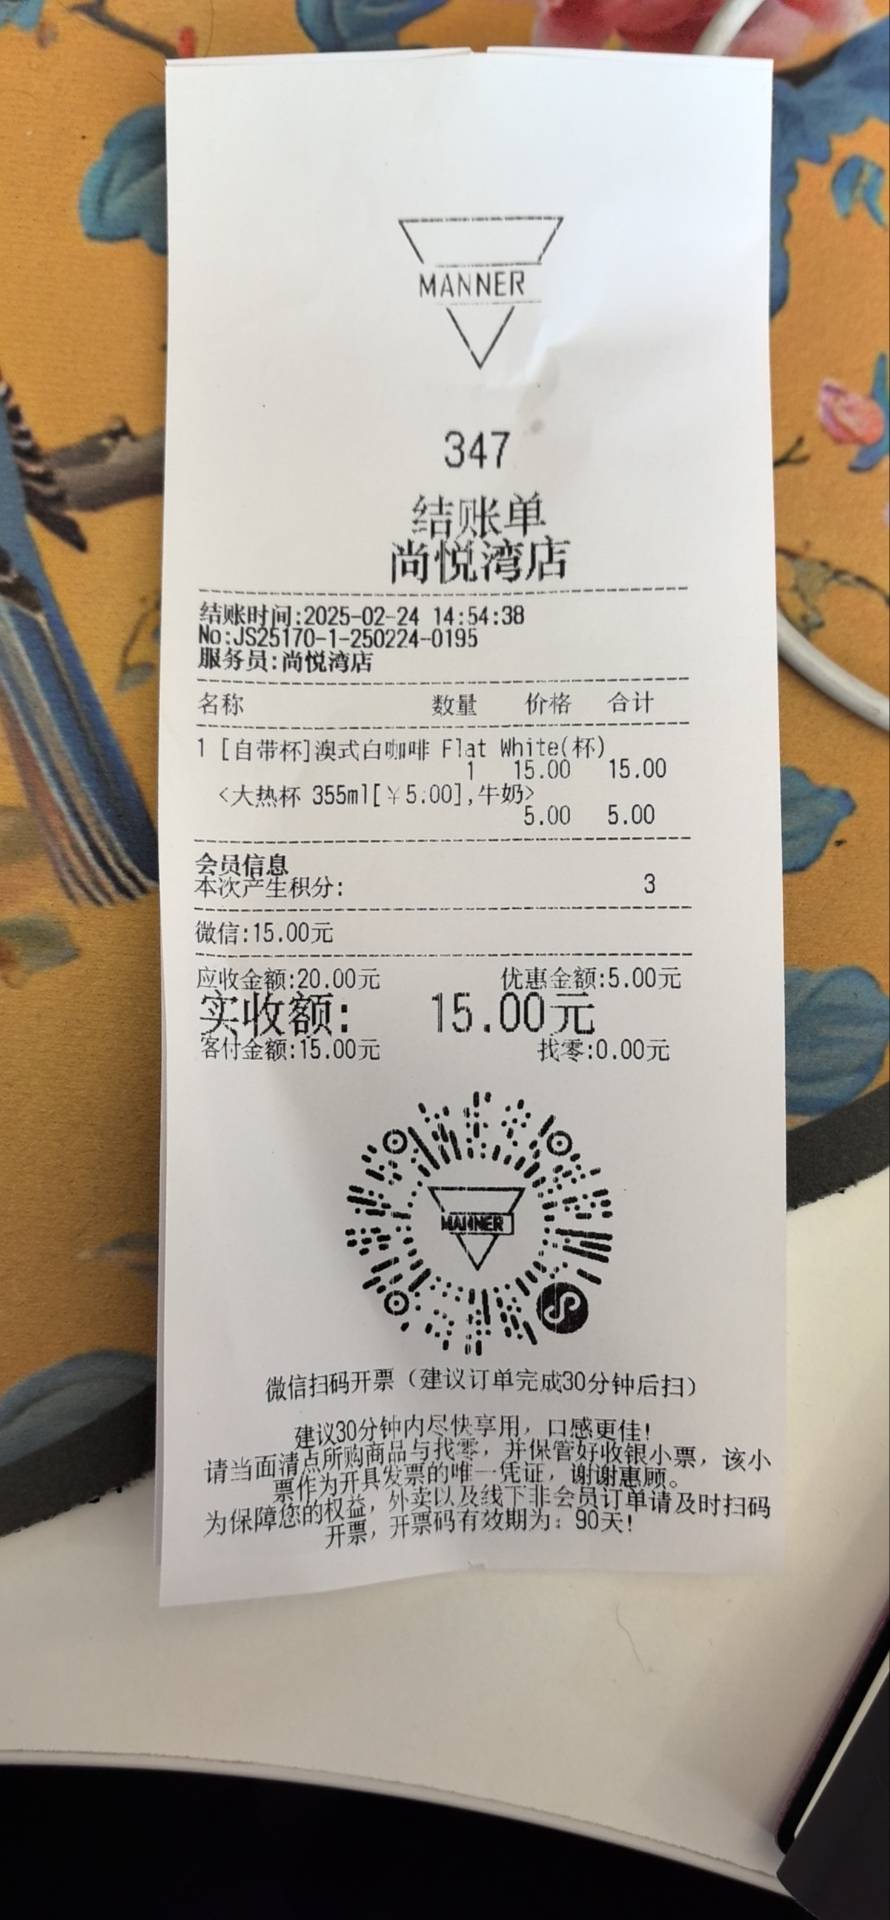 MANNER
347
结账单
尚悦湾店
结账时间:2025-02-24 14:54:38
No:JS25170-1-250224-0195
服务员:尚悦湾店
名称 数量 价格 合计
1 [自带杯]澳式白咖啡 Flat White(杯)
1 15.00 15.00
<大热杯 355ml[￥5.00],牛奶>
5.00 5.00
会员信息
本次产生积分: 3
微信:15.00元
应收金额:20.00元 优惠金额:5.00元
实收额: 15.00元
客付金额:15.00元 找零:0.00元
MANNER
微信扫码开票（建议订单完成30分钟后扫）
建议30分钟内尽快享用，口感更佳!
请当面清点所购商品与找零，并保管好收银小票，该小
票作为开具发票的唯一凭证，谢谢惠顾。
为保障您的权益，外卖以及线下非会员订单请及时扫码
开票，开票码有效期为：90天!